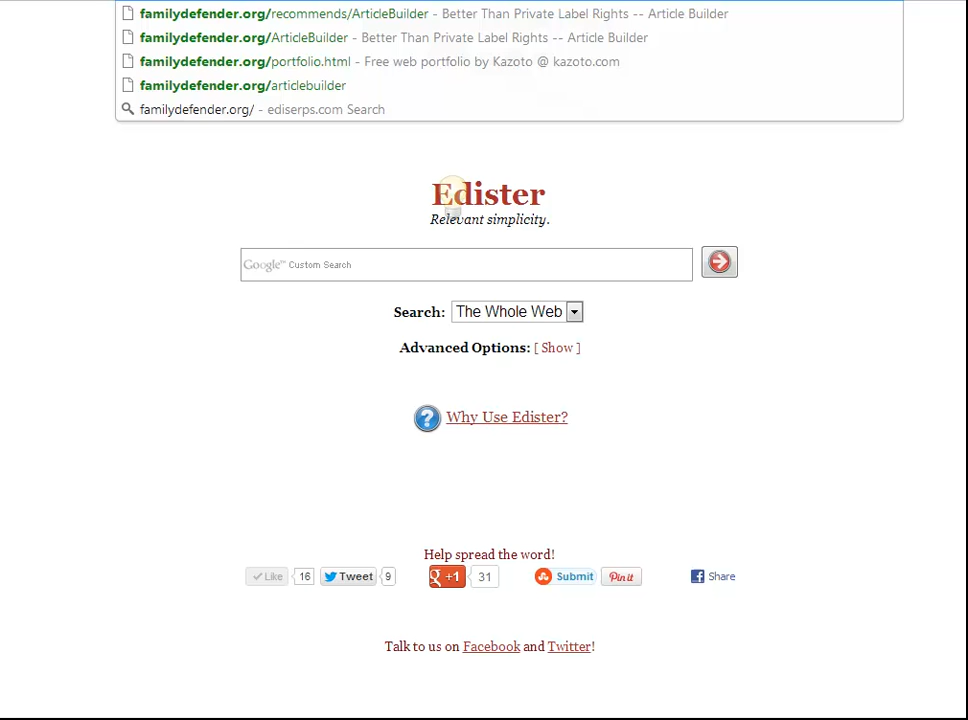 familydefender.org/recommends/ArticleBuilder - Better Than Private Label Rights -- Article Builder
familydefender.org/ArticleBuilder - Better Than Private Label Rights -- Article Builder
familydefender.org/portfolio.html - Free web portfolio by Kazoto @ kazoto.com
familydefender.org/articlebuilder
familydefender.org/ - ediserps.com Search
Edister
Relevant simplicity.
Google™ Custom Search
Search: The Whole Web
Advanced Options: [ Show ]
? Why Use Edister?
Help spread the word!
Like 16 Tweet 9 g +1 31 Submit Pin it f Share
Talk to us on Facebook and Twitter!